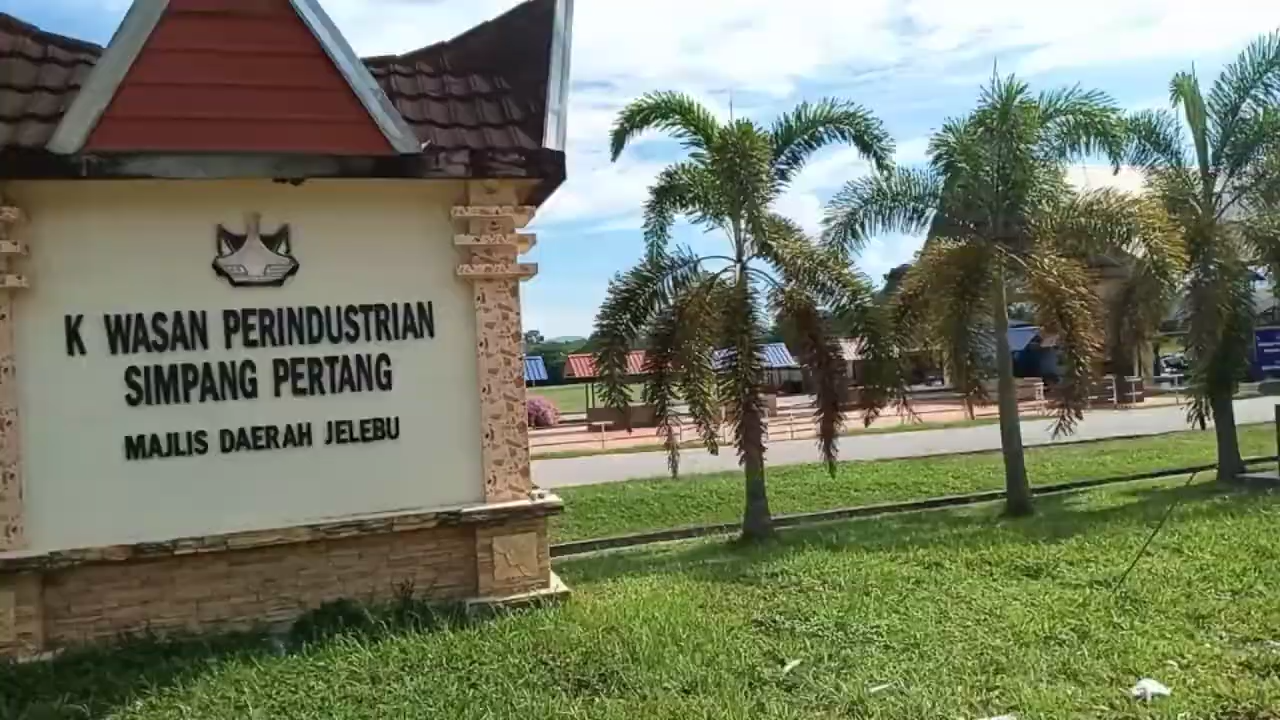 K WASAN PERINDUSTRIAN
SIMPANG PERTANG
MAJLIS DAERAH JELEBU